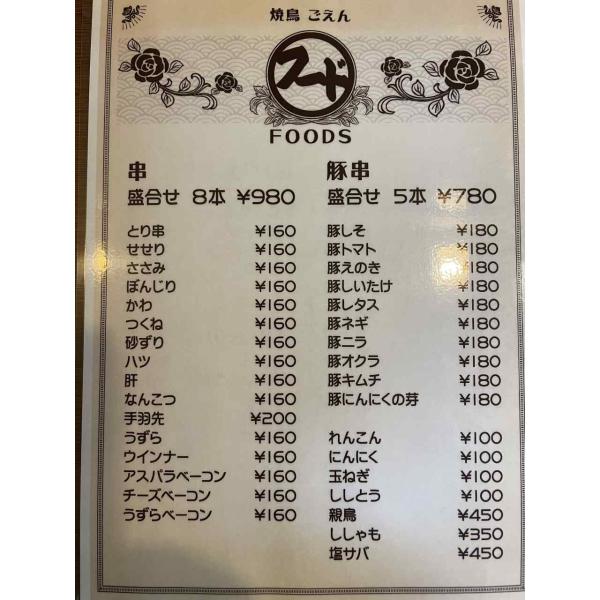 焼鳥 ごえん
フード
FOODS
串
盛合せ 8本 ¥980
とり串 ¥160
せせり ¥160
ささみ ¥160
ぼんじり ¥160
かわ ¥160
つくね ¥160
砂ずり ¥160
ハツ ¥160
肝 ¥160
なんこつ ¥160
手羽先 ¥200
うずら ¥160
ウインナー ¥160
アスパラベーコン ¥160
チーズベーコン ¥160
うずらベーコン ¥160
豚串
盛合せ 5本 ¥780
豚しそ ¥180
豚トマト ¥180
豚えのき ¥180
豚しいたけ ¥180
豚レタス ¥180
豚ネギ ¥180
豚ニラ ¥180
豚オクラ ¥180
豚キムチ ¥180
豚にんにくの芽 ¥180
れんこん ¥100
にんにく ¥100
玉ねぎ ¥100
ししとう ¥100
親鳥 ¥450
ししゃも ¥350
塩サバ ¥450